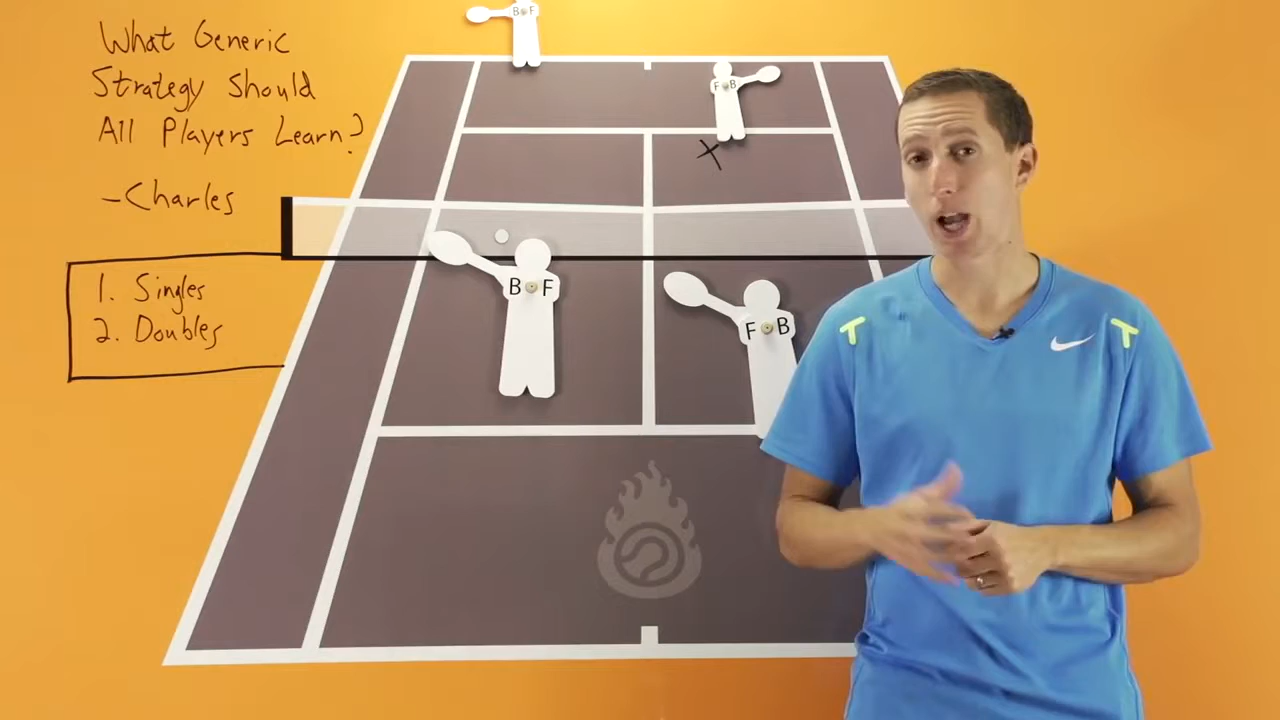 What Generic
Strategy Should
All Players Learn?
-Charles
1. Singles
2. Doubles
B F
F B
X
B F
F B